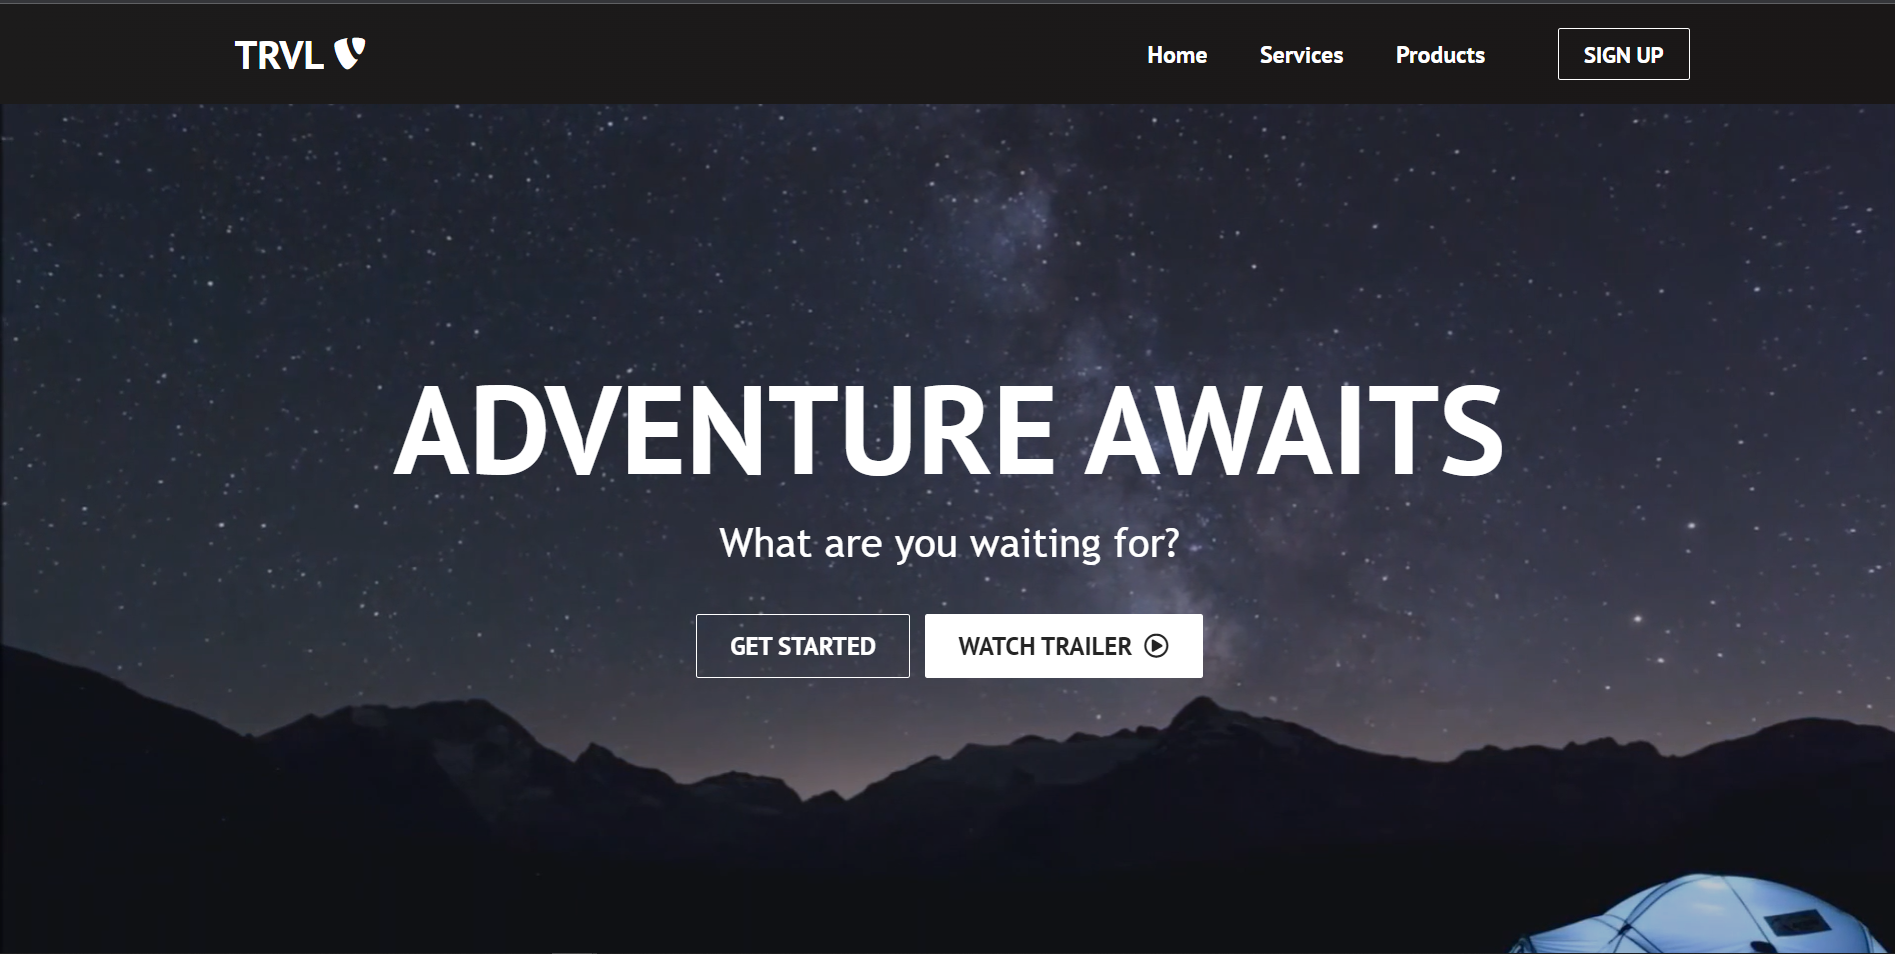 TRVL
Home Services Products SIGN UP
ADVENTURE AWAITS
What are you waiting for?
GET STARTED WATCH TRAILER